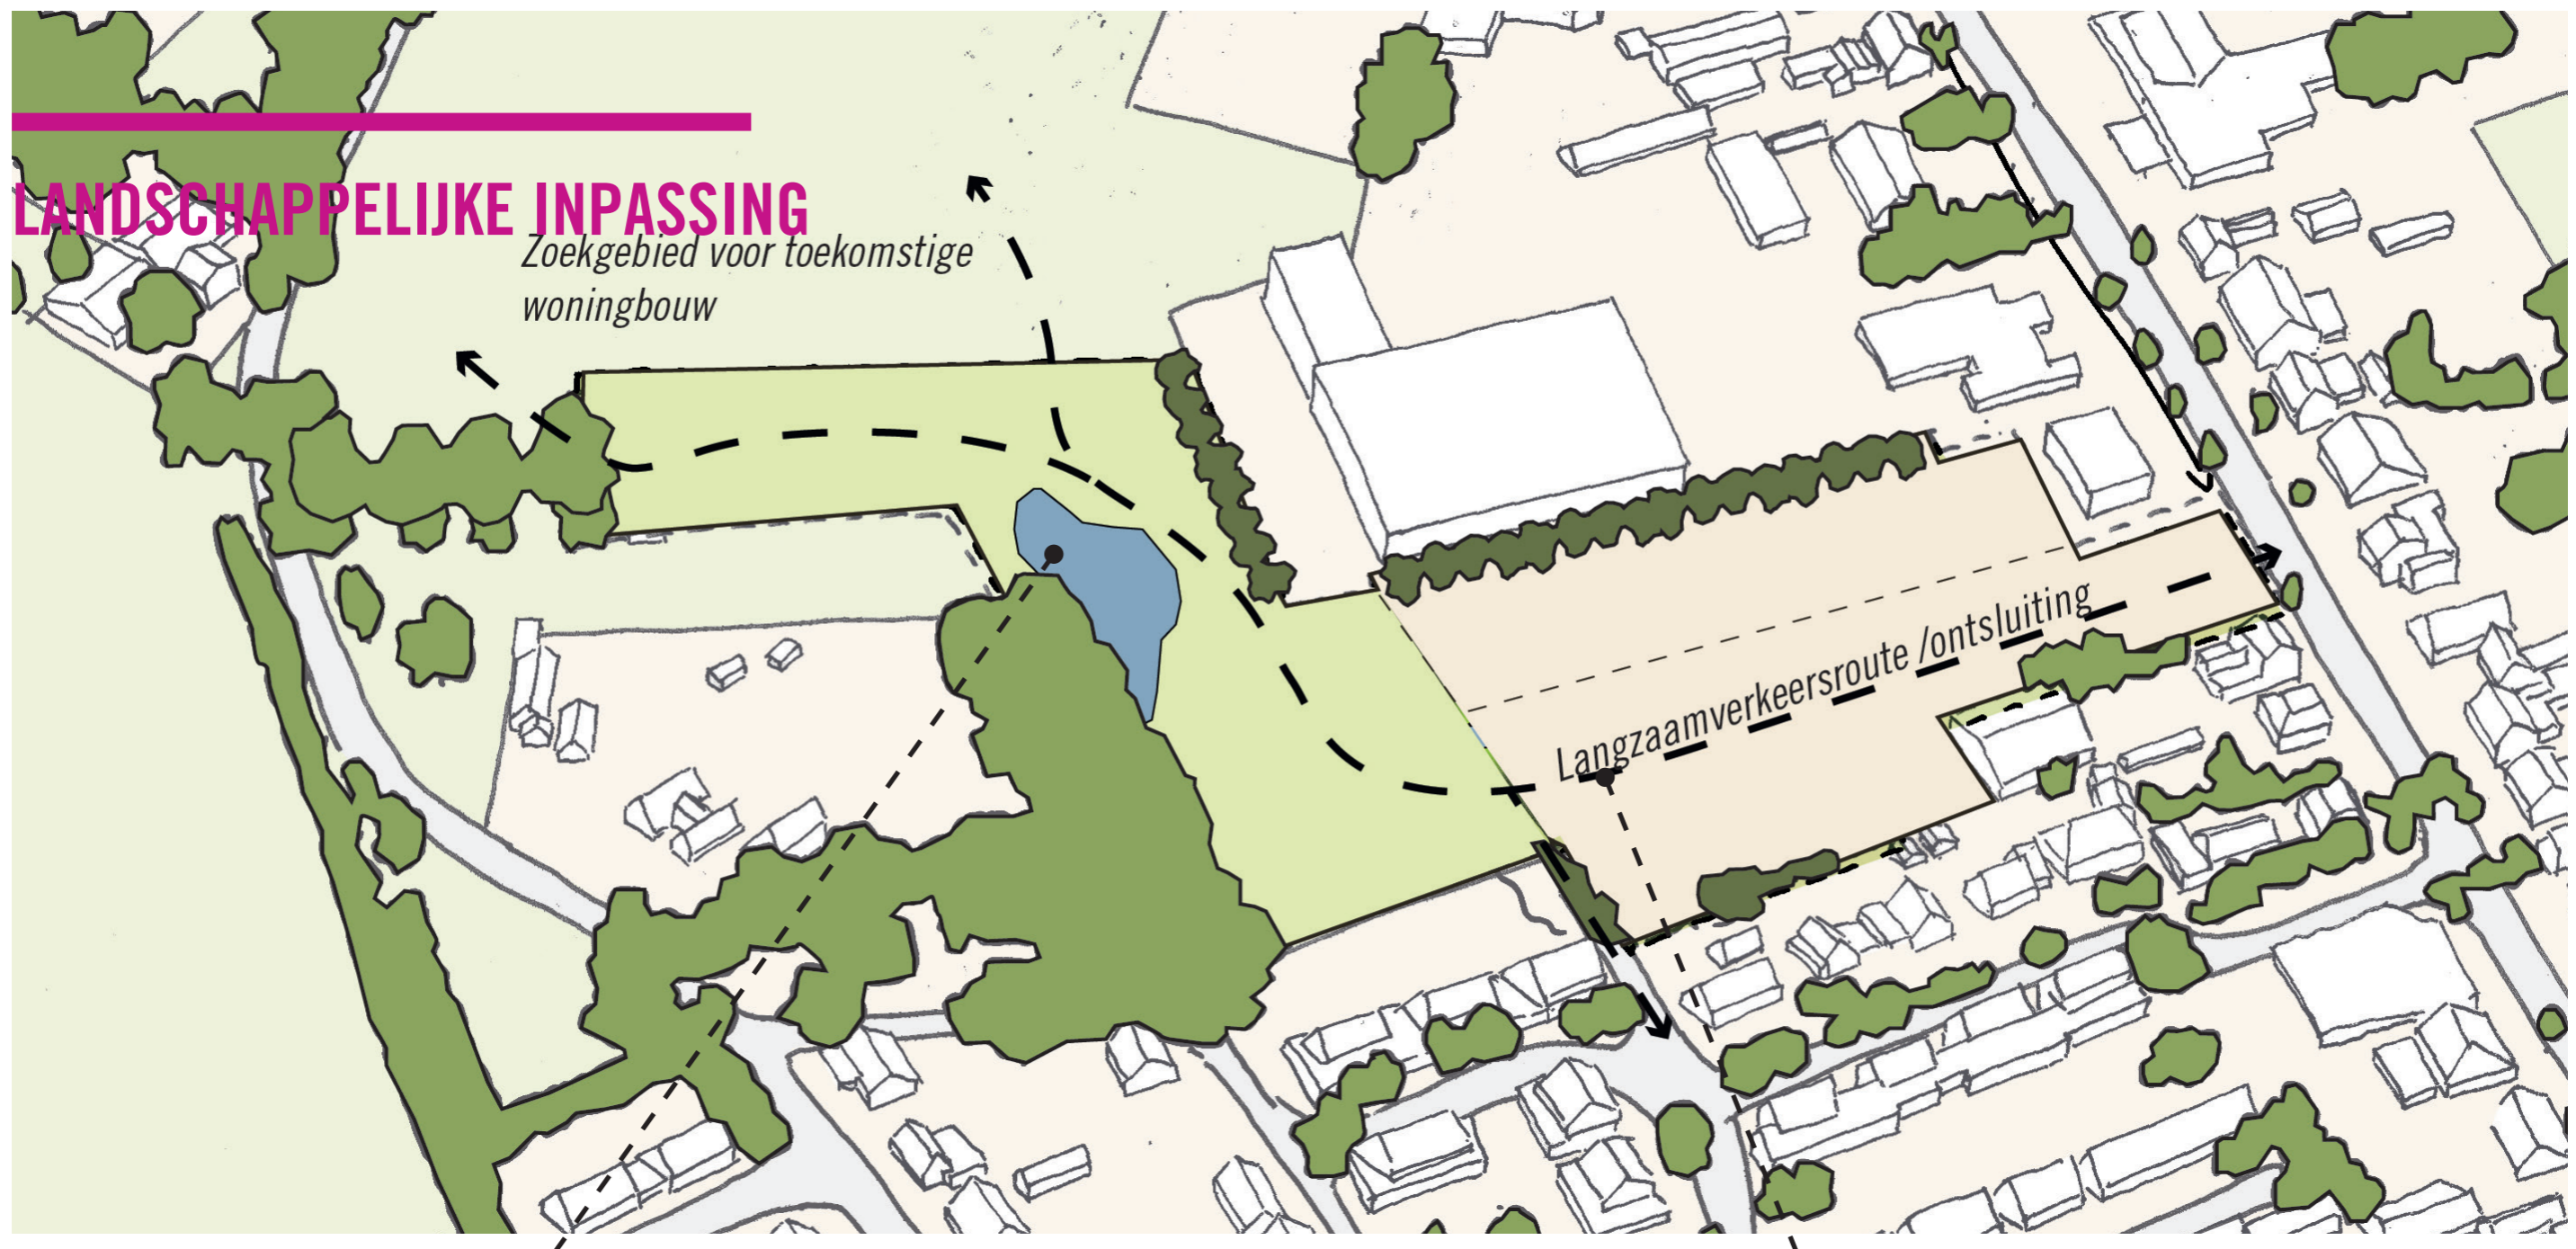 LANDSCHAPPELIJKE INPASSING
Zoekgebied voor toekomstige
woningbouw
Langzaamverkeersroute /ontsluiting